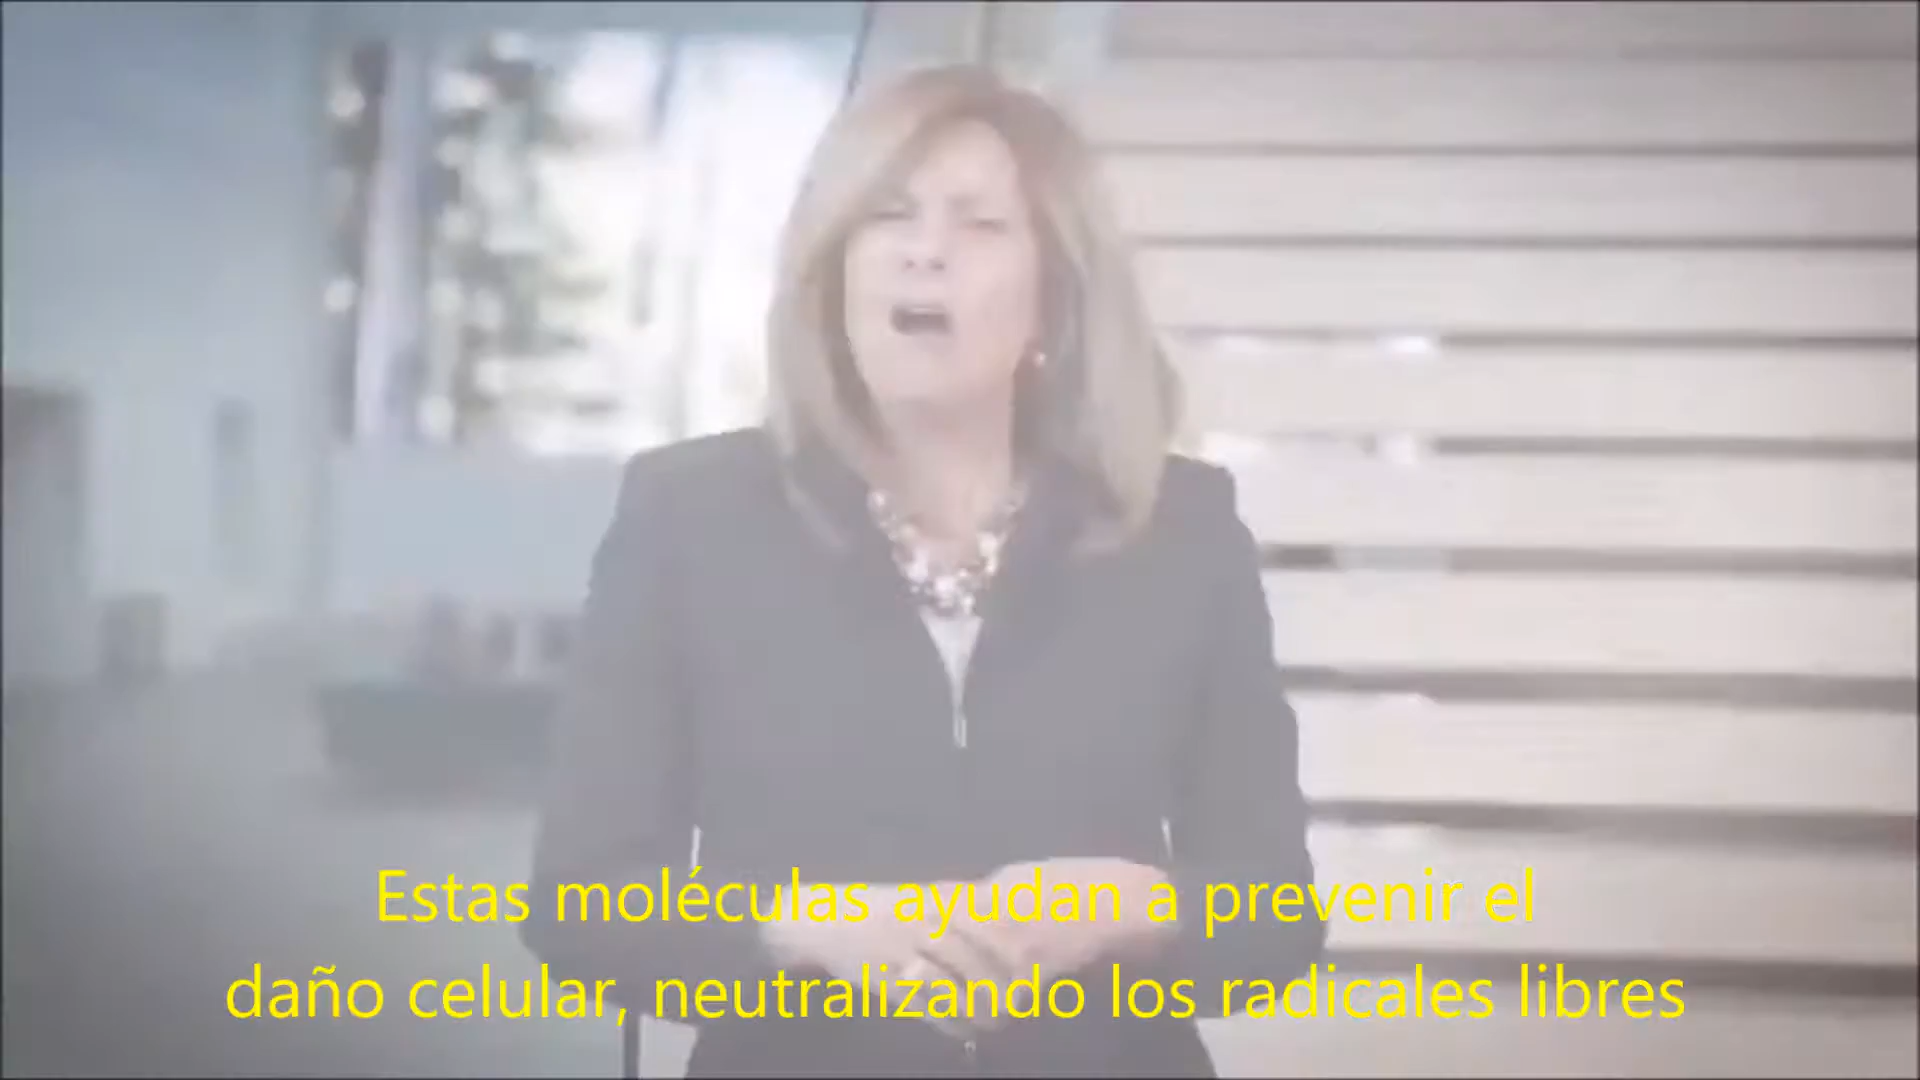 Estas moléculas ayudan a prevenir el
daño celular, neutralizando los radicales libres